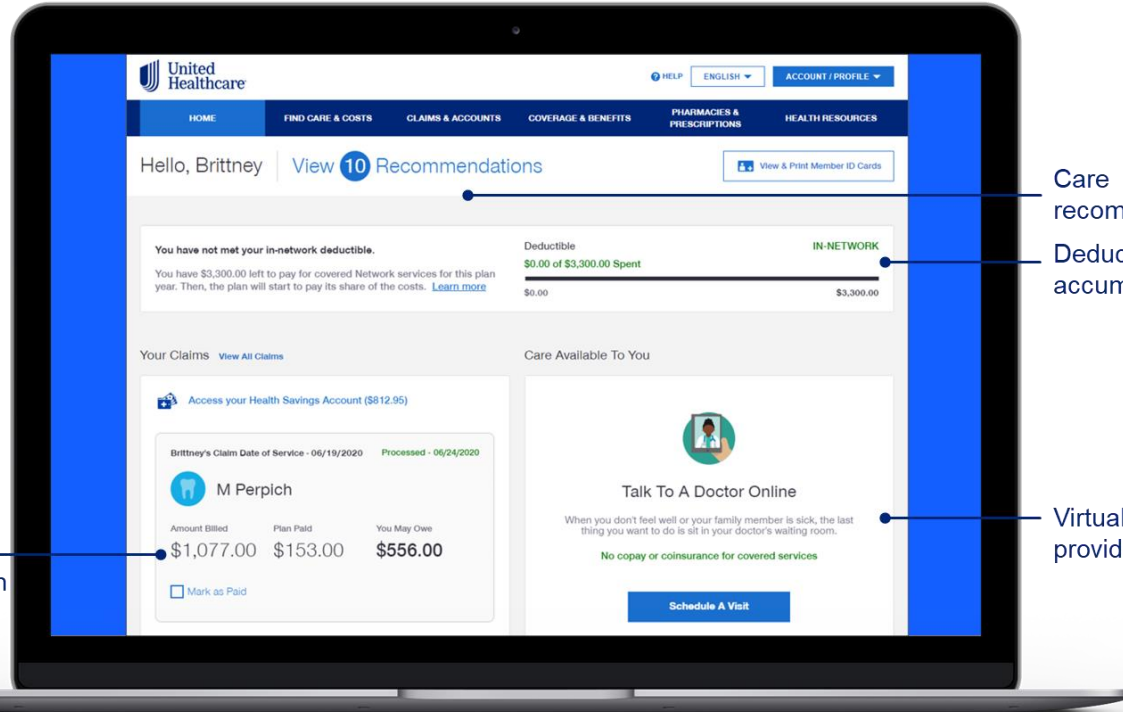 United
Healthcare
HELP
ENGLISH
ACCOUNT / PROFILE
HOME
FIND CARE & COSTS
CLAIMS & ACCOUNTS
COVERAGE & BENEFITS
PHARMACIES &
PRESCRIPTIONS
HEALTH RESOURCES
Hello, Brittney
View 10 Recommendations
View & Print Member ID Cards
Care
recom
You have not met your in-network deductible.
You have $3,300.00 left to pay for covered Network services for this plan
year. Then, the plan will start to pay its share of the costs. Learn more
Deductible
IN-NETWORK
$0.00 of $3,300.00 Spent
$0.00
$3,300.00
Deduc
accum
Your Claims View All Claims
Access your Health Savings Account ($812.95)
Brittney's Claim Date of Service - 06/19/2020
Processed - 06/24/2020
M Perpich
Amount Billed
Plan Paid
You May Owe
$1,077.00
$153.00
$556.00
Mark as Paid
Care Available To You
Talk To A Doctor Online
When you don't feel well or your family member is sick, the last
thing you want to do is sit in your doctor's waiting room.
No copay or coinsurance for covered services
Schedule A Visit
Virtual
provid